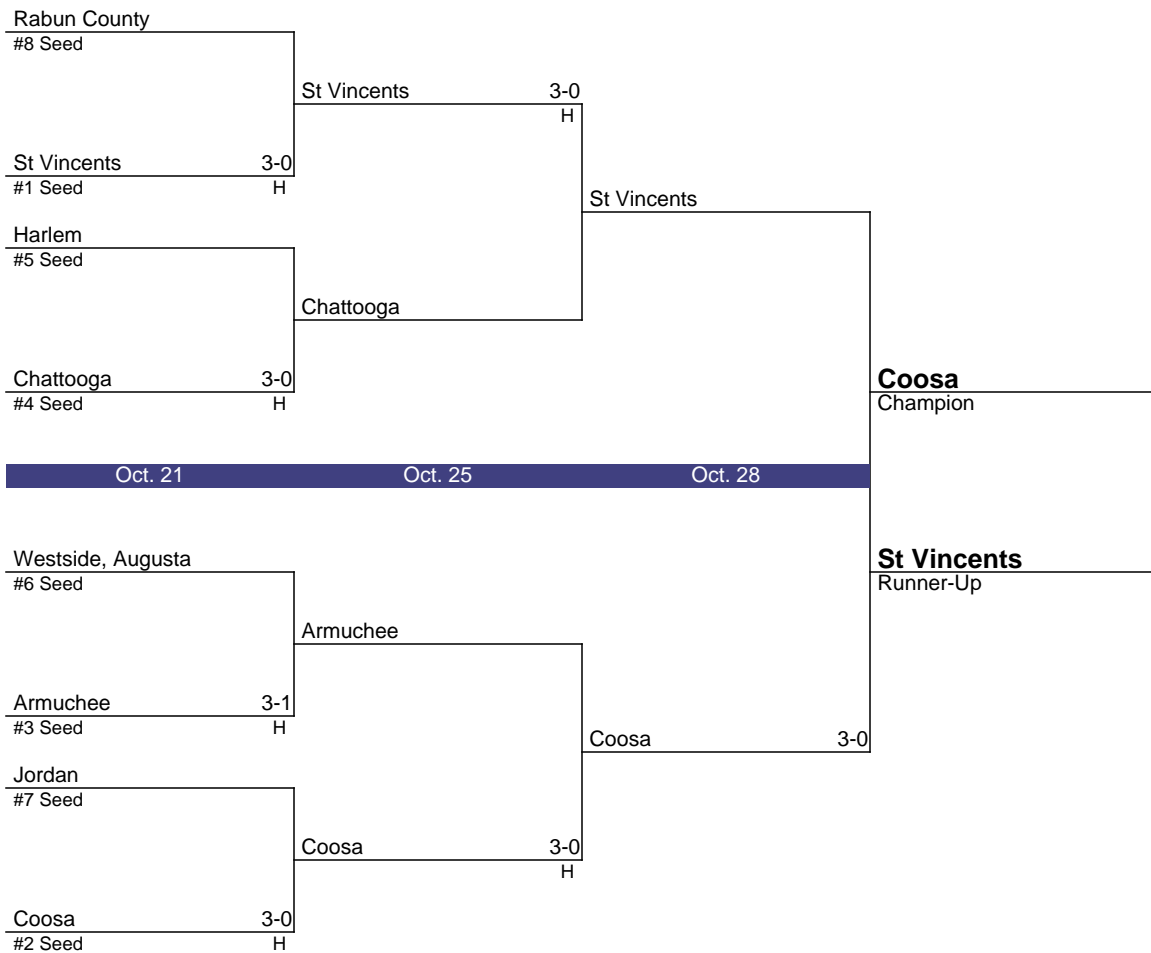 Rabun County
#8 Seed
St Vincents 3-0
H
St Vincents 3-0
#1 Seed H
St Vincents
Harlem
#5 Seed
Chattooga
Chattooga 3-0
#4 Seed H
Coosa
Champion
Oct. 21 Oct. 25 Oct. 28
Westside, Augusta
#6 Seed
St Vincents
Runner-Up
Armuchee
Armuchee 3-1
#3 Seed H
Coosa 3-0
Jordan
#7 Seed
Coosa 3-0
H
Coosa 3-0
#2 Seed H